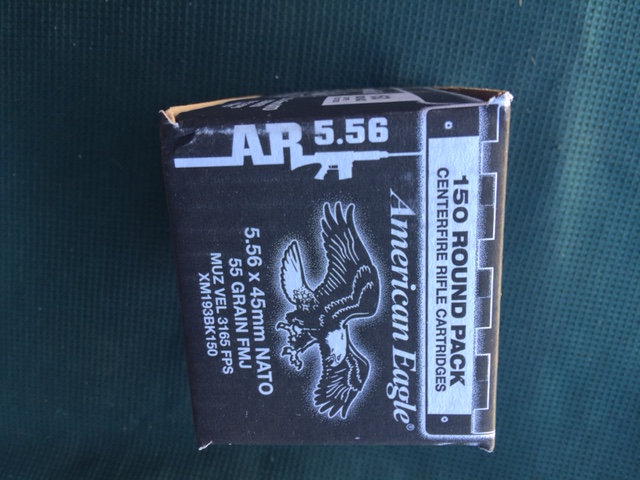 AR 5.56
150 ROUND PACK
CENTERFIRE RIFLE CARTRIDGES
American Eagle®
5.56 x 45mm NATO
55 GRAIN FMJ
MUZ VEL 3165 FPS
XM193BK150